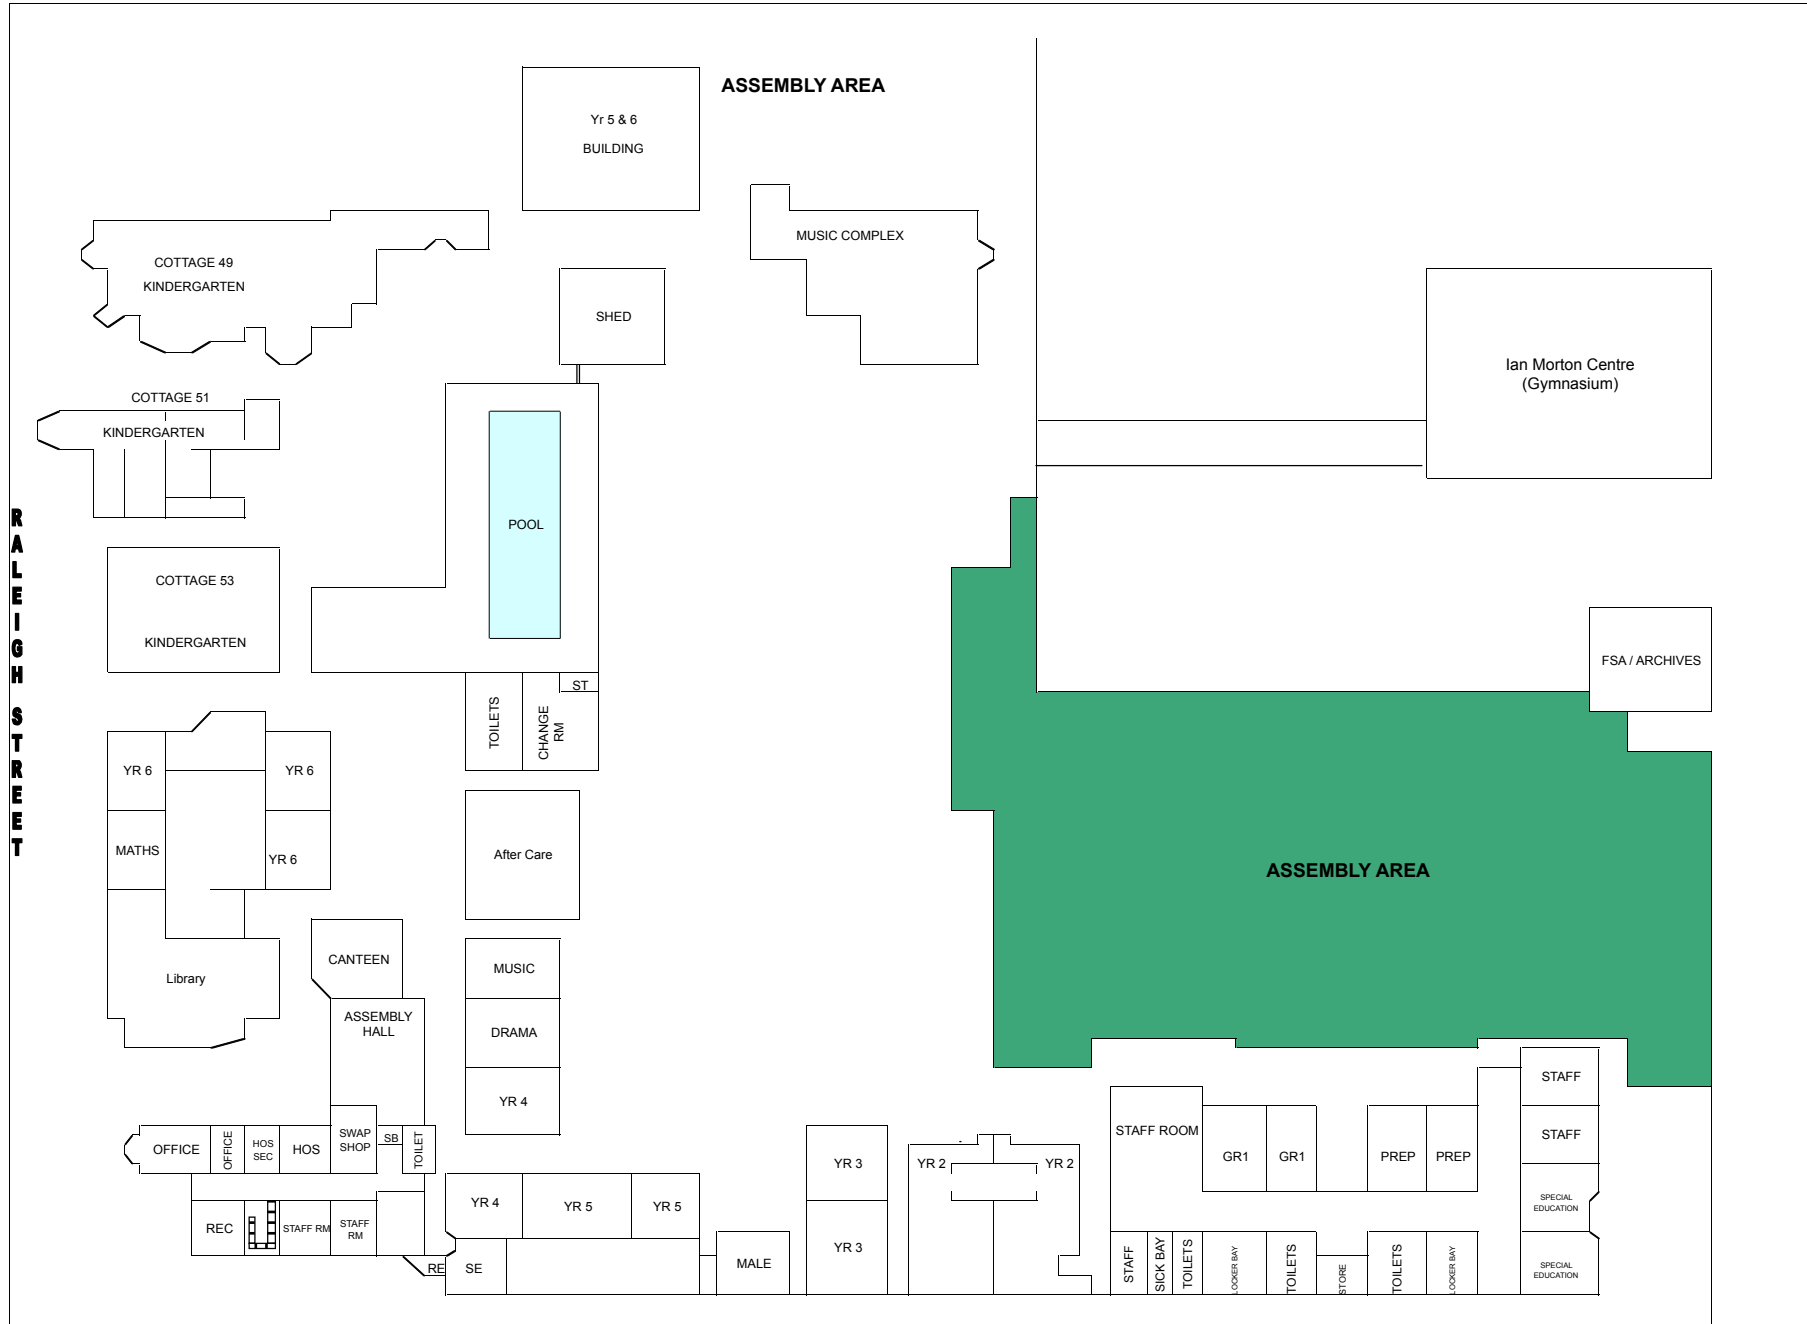 ASSEMBLY AREA
Yr 5 & 6
BUILDING
MUSIC COMPLEX
COTTAGE 49
KINDERGARTEN
SHED
Ian Morton Centre
(Gymnasium)
COTTAGE 51
KINDERGARTEN
RALEIGH STREET
POOL
COTTAGE 53
KINDERGARTEN
FSA / ARCHIVES
ST
TOILETS
CHANGE
RM
YR 6
YR 6
MATHS
YR 6
After Care
ASSEMBLY AREA
CANTEEN
Library
MUSIC
ASSEMBLY
HALL
DRAMA
YR 4
STAFF
STAFF ROOM
STAFF
OFFICE
OFFICE
HOS
SEC
HOS
SWAP
SHOP
SB
TOILET
YR 3
YR 2
YR 2
GR1
GR1
PREP
PREP
SPECIAL
EDUCATION
YR 4
YR 5
YR 5
REC
STAFF RM
STAFF
RM
RE
SE
MALE
YR 3
STAFF
SICK BAY
TOILETS
LOCKER BAY
TOILETS
STORE
TOILETS
LOCKER BAY
SPECIAL
EDUCATION